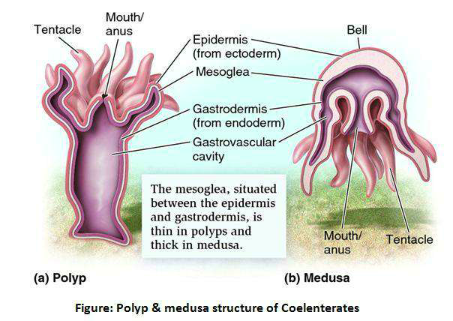 Mouth/
anus
Tentacle
Bell
Epidermis
(from ectoderm)
Mesoglea
Gastrodermis
(from endoderm)
Gastrovascular
cavity
The mesoglea, situated
between the epidermis
and gastrodermis, is
thin in polyps and
thick in medusa.
Mouth/
anus
Tentacle
(a) Polyp
(b) Medusa
Figure: Polyp & medusa structure of Coelenterates